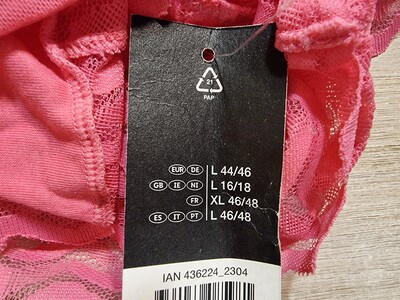 21
PAP
EUR DE L 44/46
GB IE NI L 16/18
FR XL 46/48
ES IT PT L 46/48
IAN 436224_2304